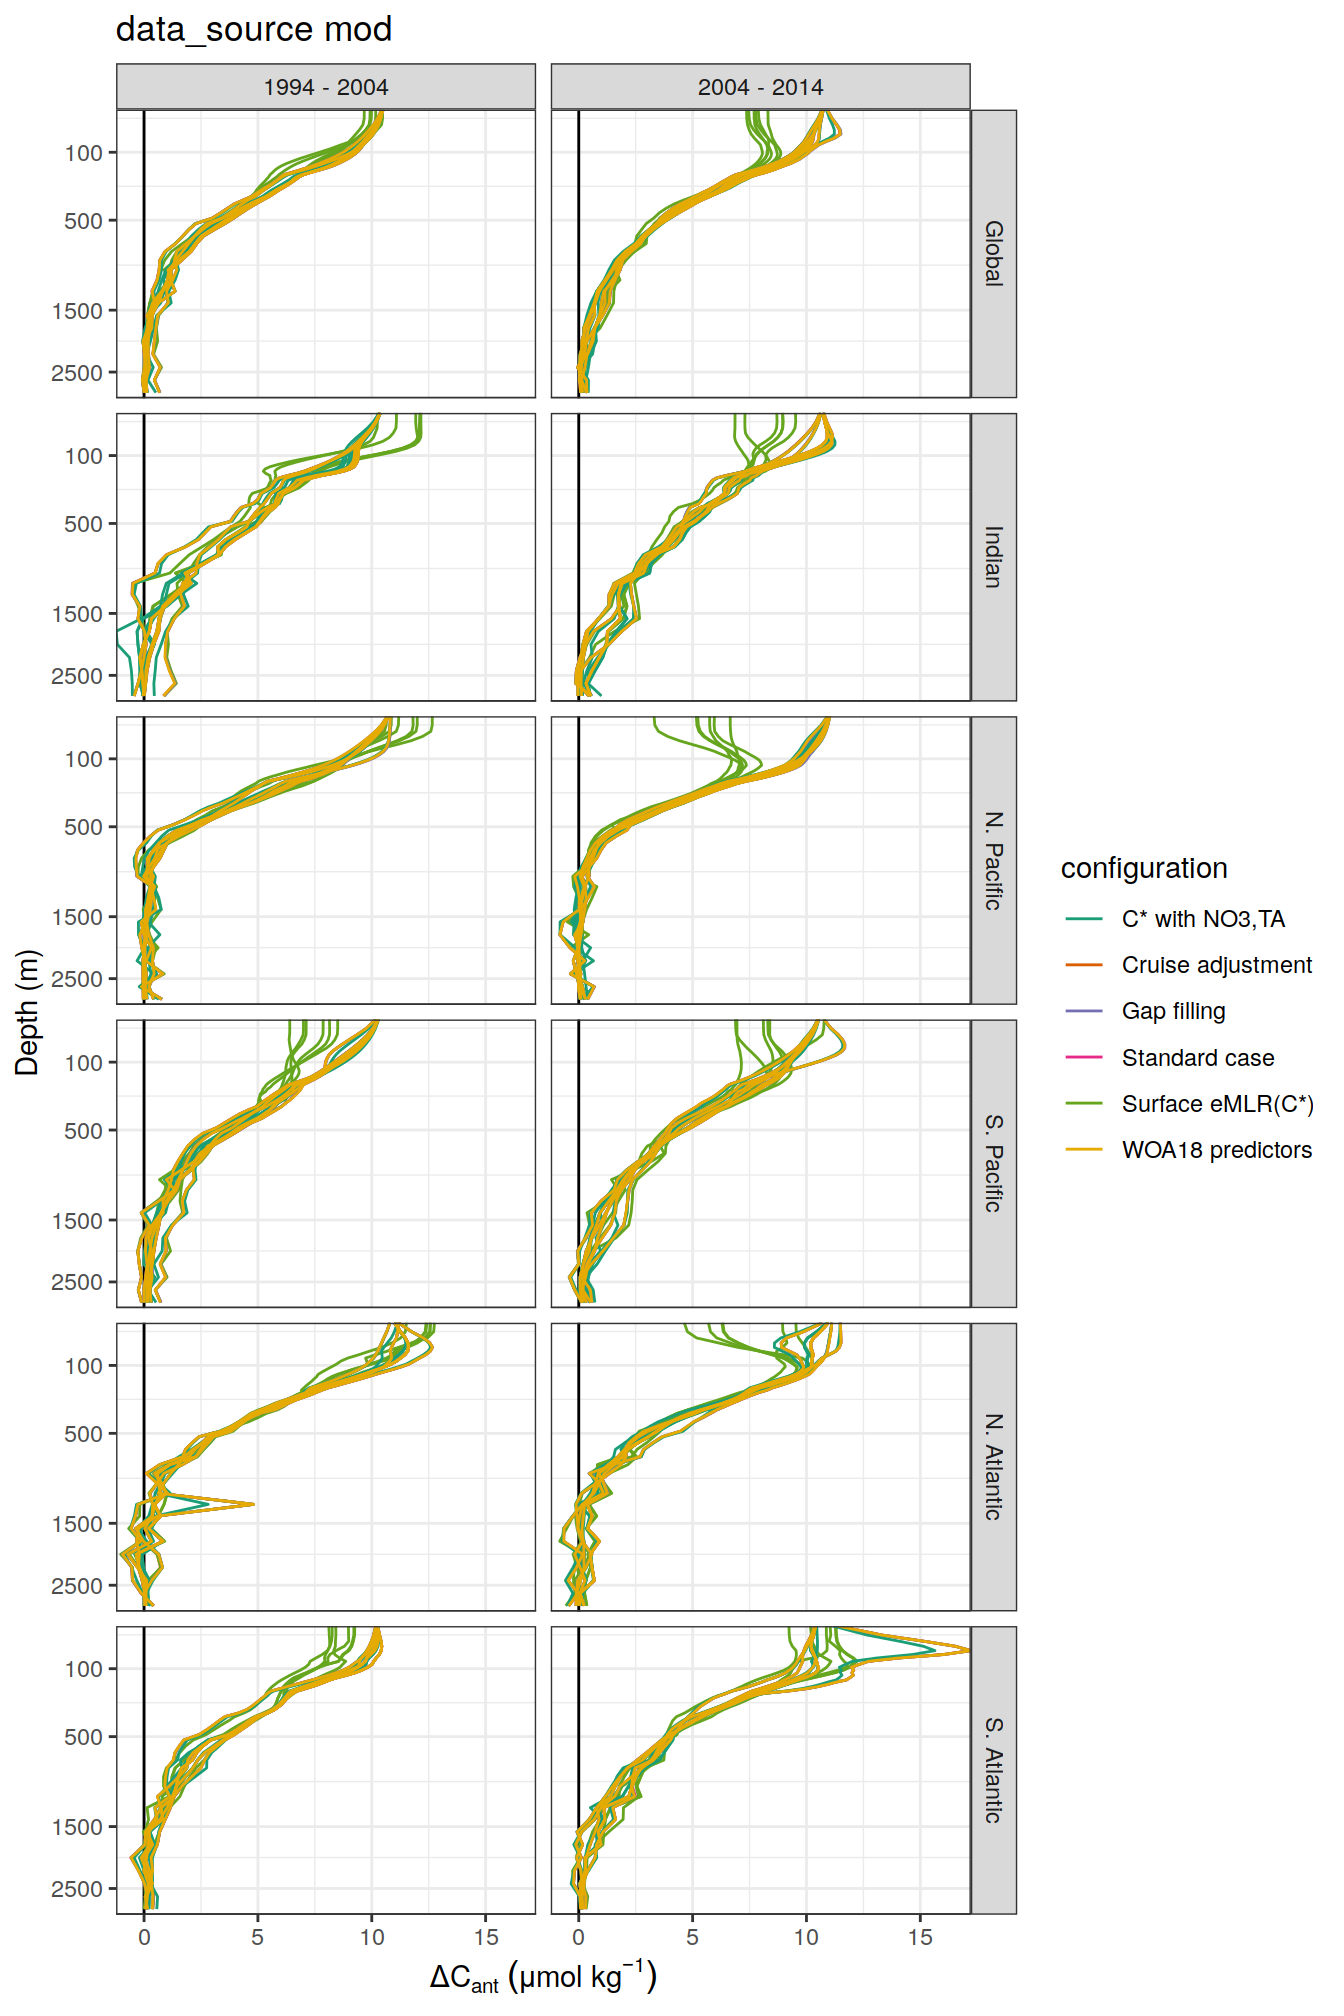 data_source mod
1994 - 2004
2004 - 2014
100
500
1500
2500
Global
100
500
1500
2500
Indian
100
500
1500
2500
N. Pacific
100
500
1500
2500
S. Pacific
100
500
1500
2500
N. Atlantic
100
500
1500
2500
S. Atlantic
0 5 10 15
0 5 10 15
Depth (m)
ΔCant (μmol kg−1)
configuration
C* with NO3,TA
Cruise adjustment
Gap filling
Standard case
Surface eMLR(C*)
WOA18 predictors